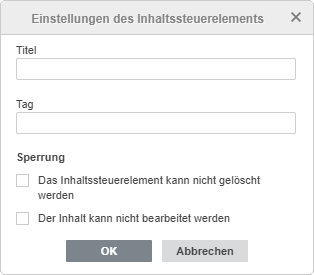 Einstellungen des Inhaltssteuerelements
Titel
Tag
Sperrung
Das Inhaltssteuerelement kann nicht gelöscht
werden
Der Inhalt kann nicht bearbeitet werden
OK Abbrechen